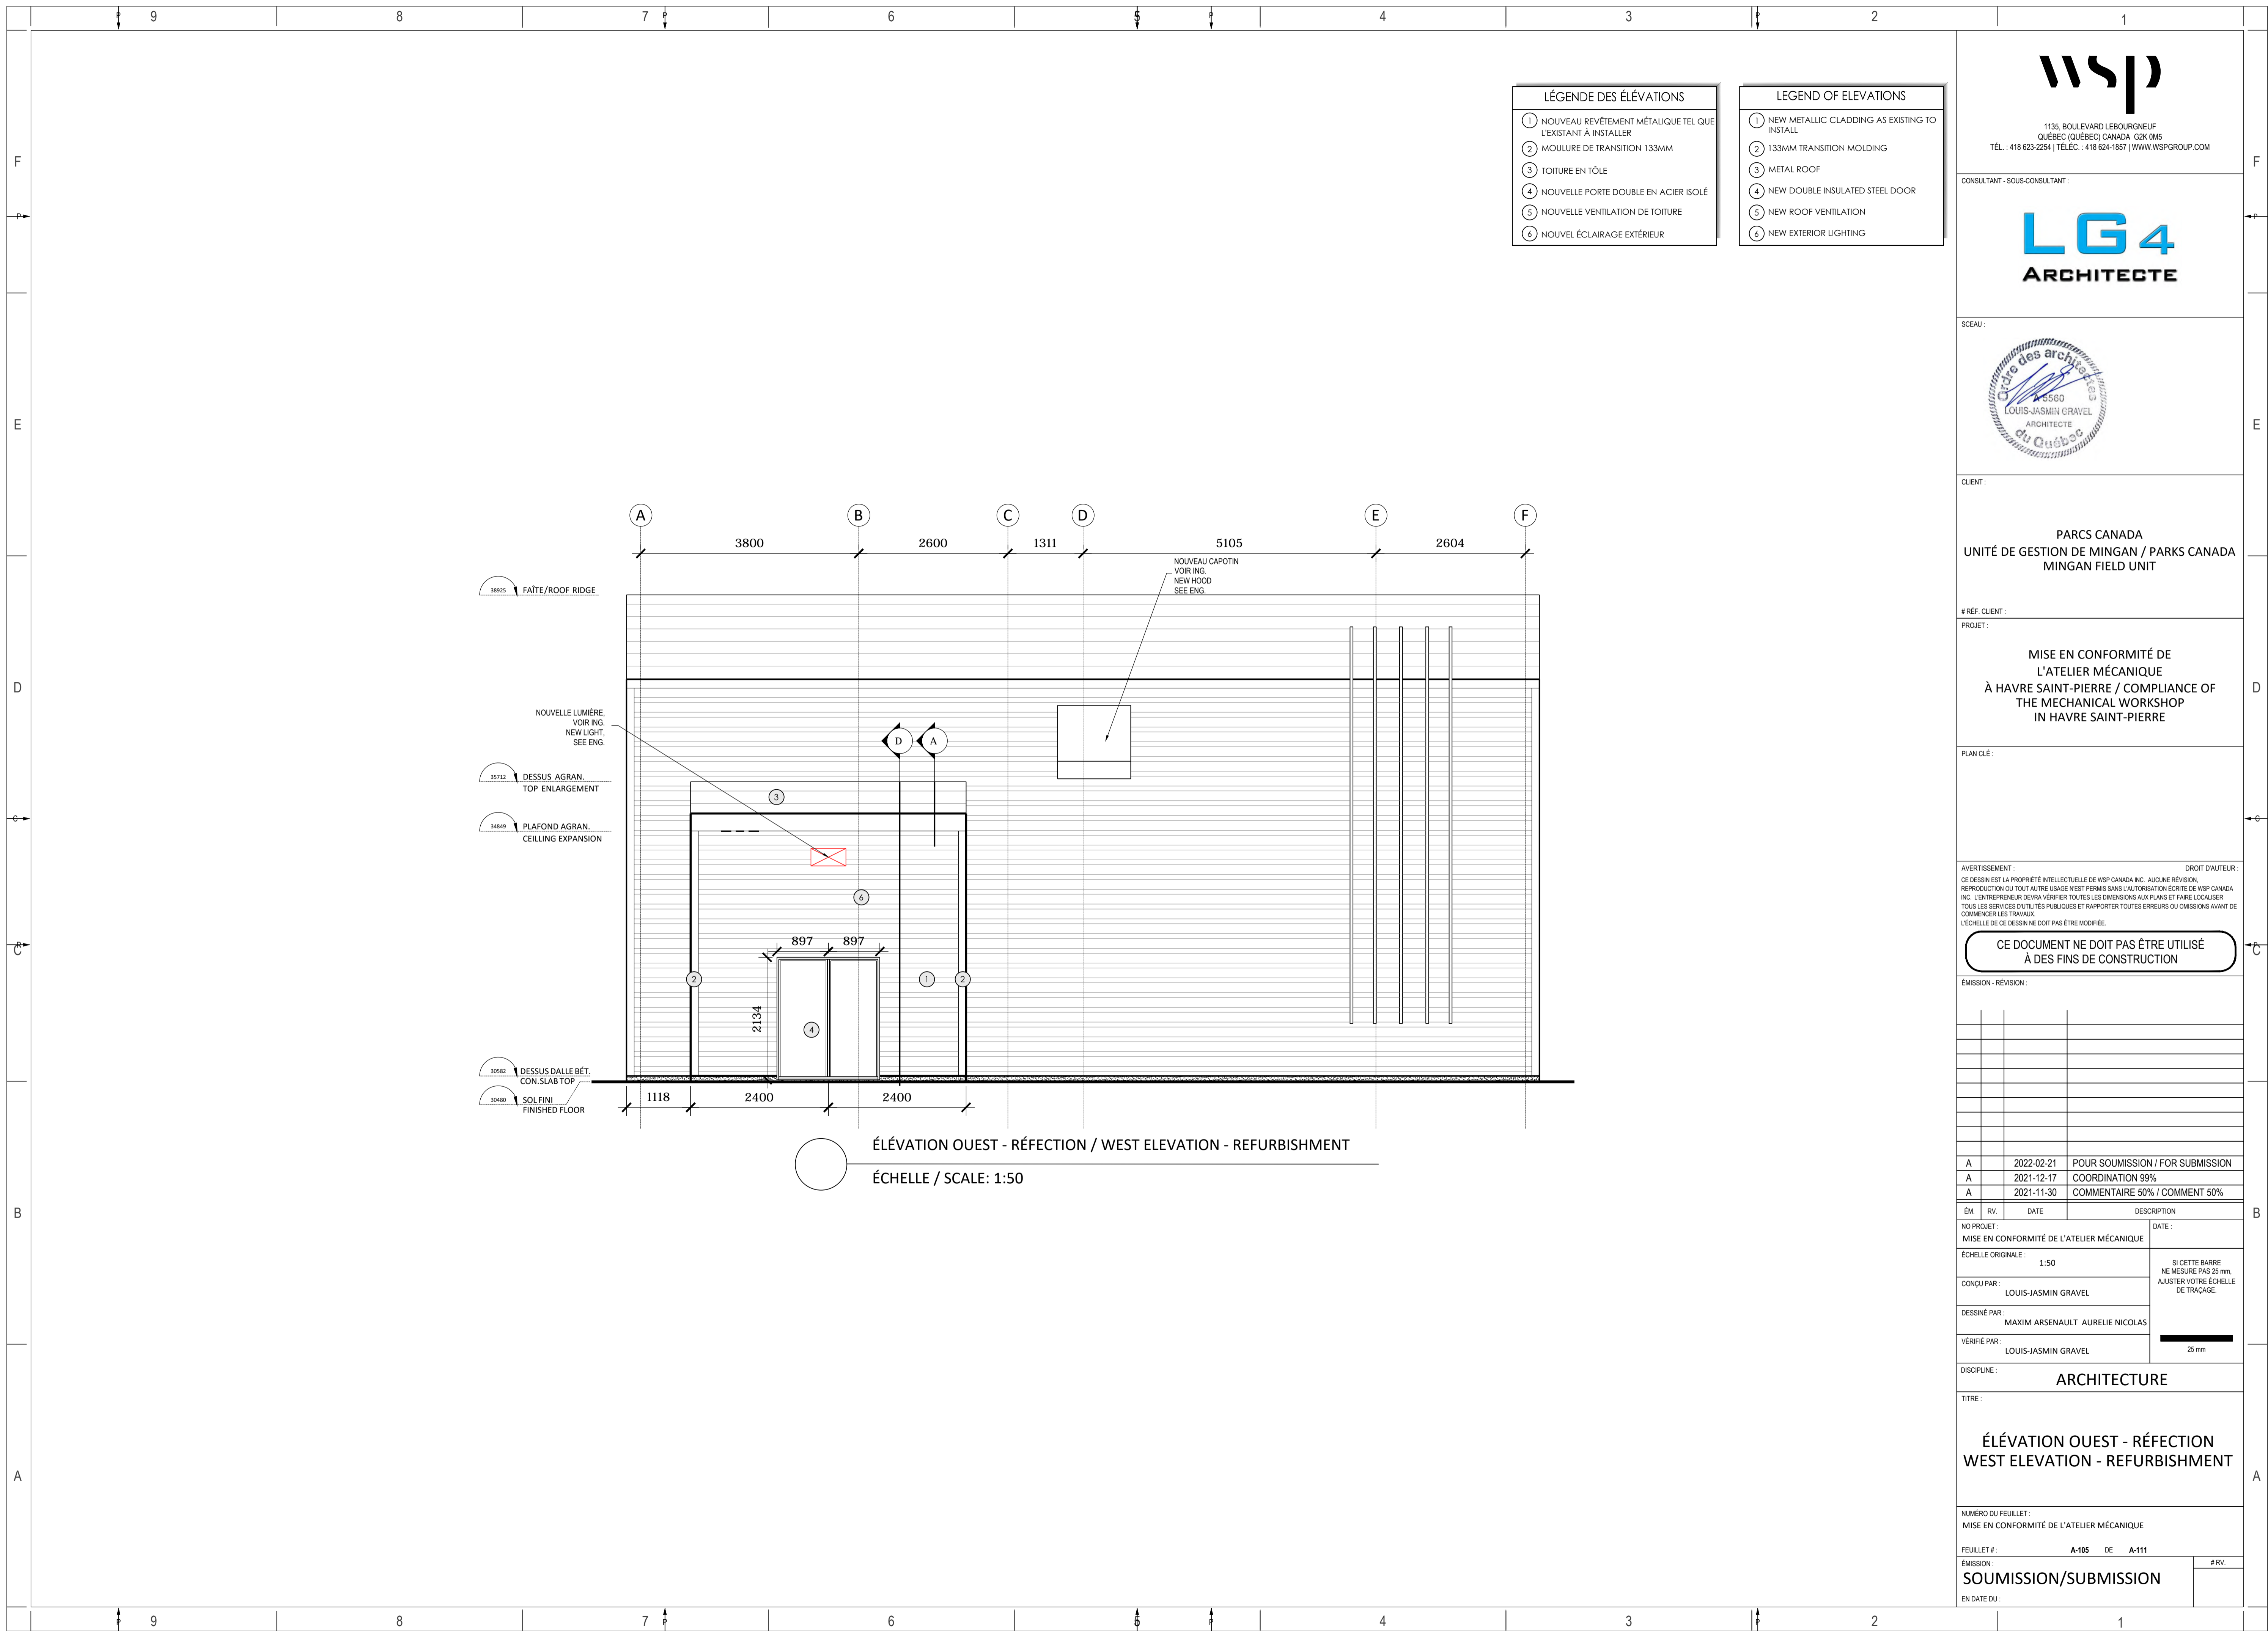 9 8 7 6 5 4 3 2 1
F
E
D
C
B
A
LÉGENDE DES ÉLÉVATIONS
1 NOUVEAU REVÊTEMENT MÉTALIQUE TEL QUE
L'EXISTANT À INSTALLER
2 MOULURE DE TRANSITION 133MM
3 TOITURE EN TÔLE
4 NOUVELLE PORTE DOUBLE EN ACIER ISOLÉ
5 NOUVELLE VENTILATION DE TOITURE
6 NOUVEL ÉCLAIRAGE EXTÉRIEUR
LEGEND OF ELEVATIONS
1 NEW METALLIC CLADDING AS EXISTING TO
INSTALL
2 133MM TRANSITION MOLDING
3 METAL ROOF
4 NEW DOUBLE INSULATED STEEL DOOR
5 NEW ROOF VENTILATION
6 NEW EXTERIOR LIGHTING
A B C D E F
3800 2600 1311 5105 2604
NOUVEAU CAPOTIN
VOIR ING.
NEW HOOD
SEE ENG.
38925 FAÎTE/ROOF RIDGE
NOUVELLE LUMIÈRE,
VOIR ING.
NEW LIGHT,
SEE ENG.
D A
35712 DESSUS AGRAN.
TOP ENLARGEMENT
3
34849 PLAFOND AGRAN.
CEILLING EXPANSION
6
897 897
2 1 2
2134
4
30582 DESSUS DALLE BÉT.
CON.SLAB TOP
30480 SOL FINI
FINISHED FLOOR
1118 2400 2400
ÉLÉVATION OUEST - RÉFECTION / WEST ELEVATION - REFURBISHMENT
ÉCHELLE / SCALE: 1:50
wsp
1135, BOULEVARD LEBOURGNEUF
QUÉBEC (QUÉBEC) CANADA G2K 0M5
TÉL. : 418 623-2254 | TÉLÉC. : 418 624-1857 | WWW.WSPGROUP.COM
CONSULTANT - SOUS-CONSULTANT :
LG4
ARCHITECTE
SCEAU :
Ordre des architectes
A 5560
LOUIS-JASMIN GRAVEL
ARCHITECTE
du Québec
CLIENT :
PARCS CANADA
UNITÉ DE GESTION DE MINGAN / PARKS CANADA
MINGAN FIELD UNIT
# RÉF. CLIENT :
PROJET :
MISE EN CONFORMITÉ DE
L'ATELIER MÉCANIQUE
À HAVRE SAINT-PIERRE / COMPLIANCE OF
THE MECHANICAL WORKSHOP
IN HAVRE SAINT-PIERRE
PLAN CLÉ :
AVERTISSEMENT : DROIT D'AUTEUR :
CE DESSIN EST LA PROPRIÉTÉ INTELLECTUELLE DE WSP CANADA INC. AUCUNE RÉVISION,
REPRODUCTION OU TOUT AUTRE USAGE N'EST PERMIS SANS L'AUTORISATION ÉCRITE DE WSP CANADA
INC. L'ENTREPRENEUR DEVRA VÉRIFIER TOUTES LES DIMENSIONS AUX PLANS ET FAIRE LOCALISER
TOUS LES SERVICES D'UTILITÉS PUBLIQUES ET RAPPORTER TOUTES ERREURS OU OMISSIONS AVANT DE
COMMENCER LES TRAVAUX.
L'ÉCHELLE DE CE DESSIN NE DOIT PAS ÊTRE MODIFIÉE.
CE DOCUMENT NE DOIT PAS ÊTRE UTILISÉ
À DES FINS DE CONSTRUCTION
ÉMISSION - RÉVISION :
A 2022-02-21 POUR SOUMISSION / FOR SUBMISSION
A 2021-12-17 COORDINATION 99%
A 2021-11-30 COMMENTAIRE 50% / COMMENT 50%
ÉM. RV. DATE DESCRIPTION
NO PROJET : DATE :
MISE EN CONFORMITÉ DE L'ATELIER MÉCANIQUE
ÉCHELLE ORIGINALE :
1:50
SI CETTE BARRE
NE MESURE PAS 25 mm,
AJUSTER VOTRE ÉCHELLE
DE TRAÇAGE.
CONÇU PAR :
LOUIS-JASMIN GRAVEL
DESSINÉ PAR :
MAXIM ARSENAULT AURELIE NICOLAS
VÉRIFIÉ PAR :
LOUIS-JASMIN GRAVEL
25 mm
DISCIPLINE :
ARCHITECTURE
TITRE :
ÉLÉVATION OUEST - RÉFECTION
WEST ELEVATION - REFURBISHMENT
NUMÉRO DU FEUILLET :
MISE EN CONFORMITÉ DE L'ATELIER MÉCANIQUE
FEUILLET # : A-105 DE A-111
ÉMISSION : # RV.
SOUMISSION/SUBMISSION
EN DATE DU :
F
E
D
C
B
A
9 8 7 6 5 4 3 2 1